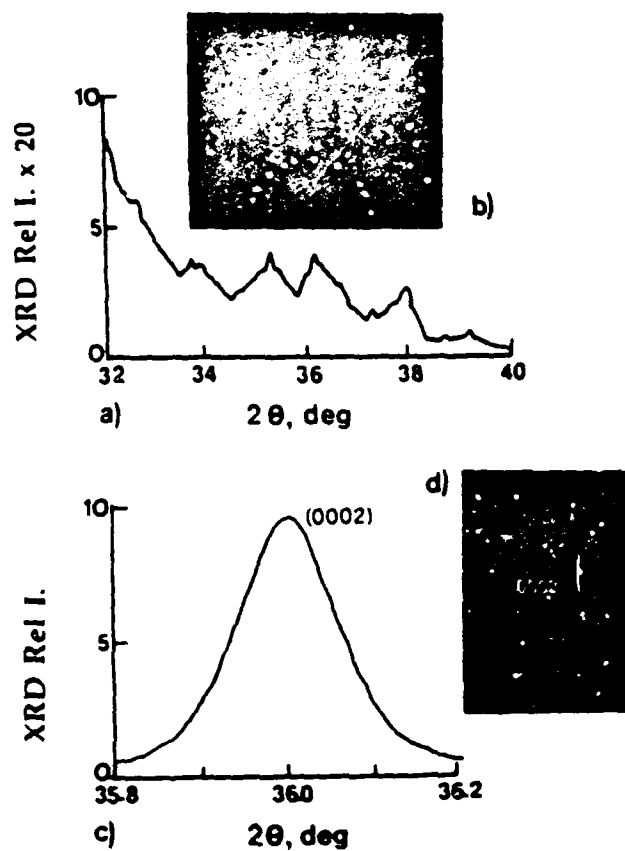 10
5
0
XRD Rel I. x 20
32 34 36 38 40
2θ, deg
a)
b)
10
5
0
XRD Rel I.
(0002)
35.8 36.0 36.2
2θ, deg
c)
d)
0002